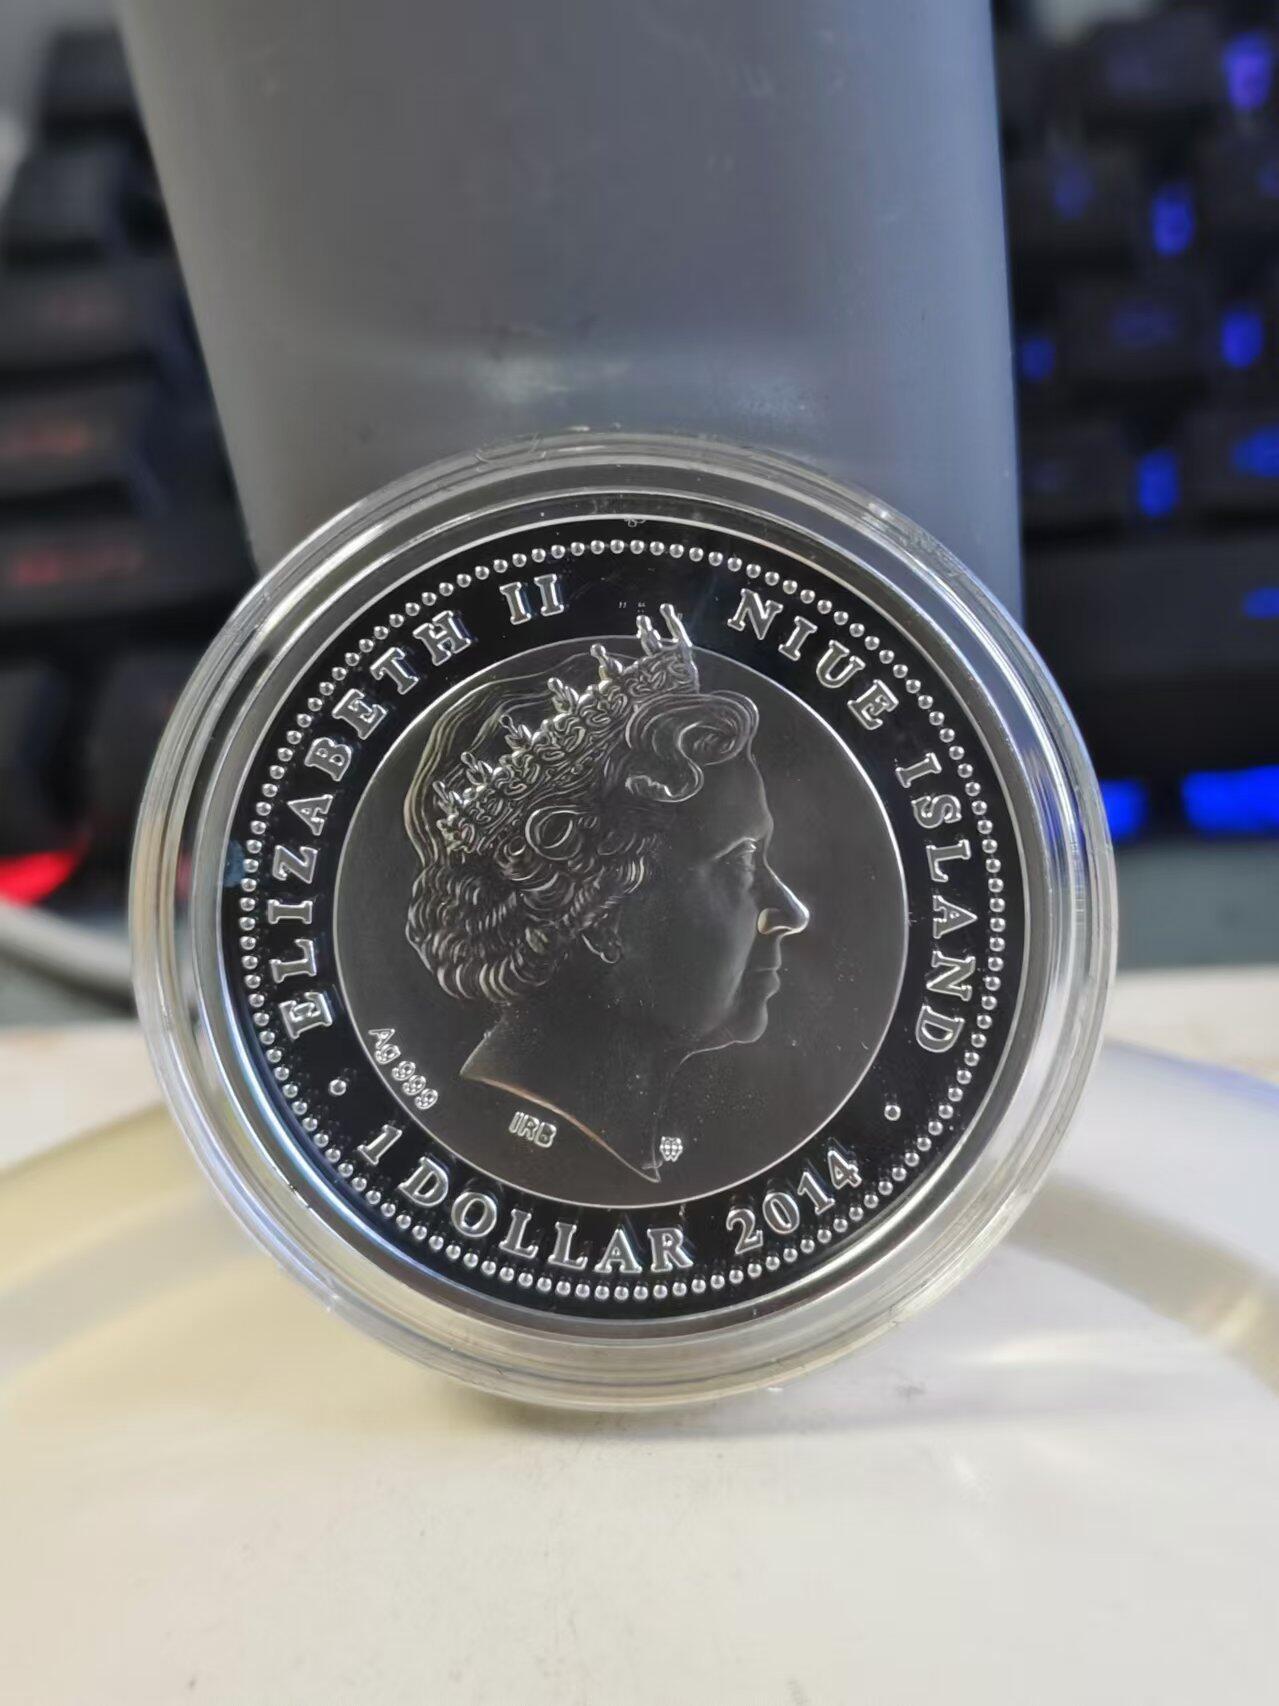 ELIZABETH II
NIUE ISLAND
Ag 999
IRB
1 DOLLAR 2014